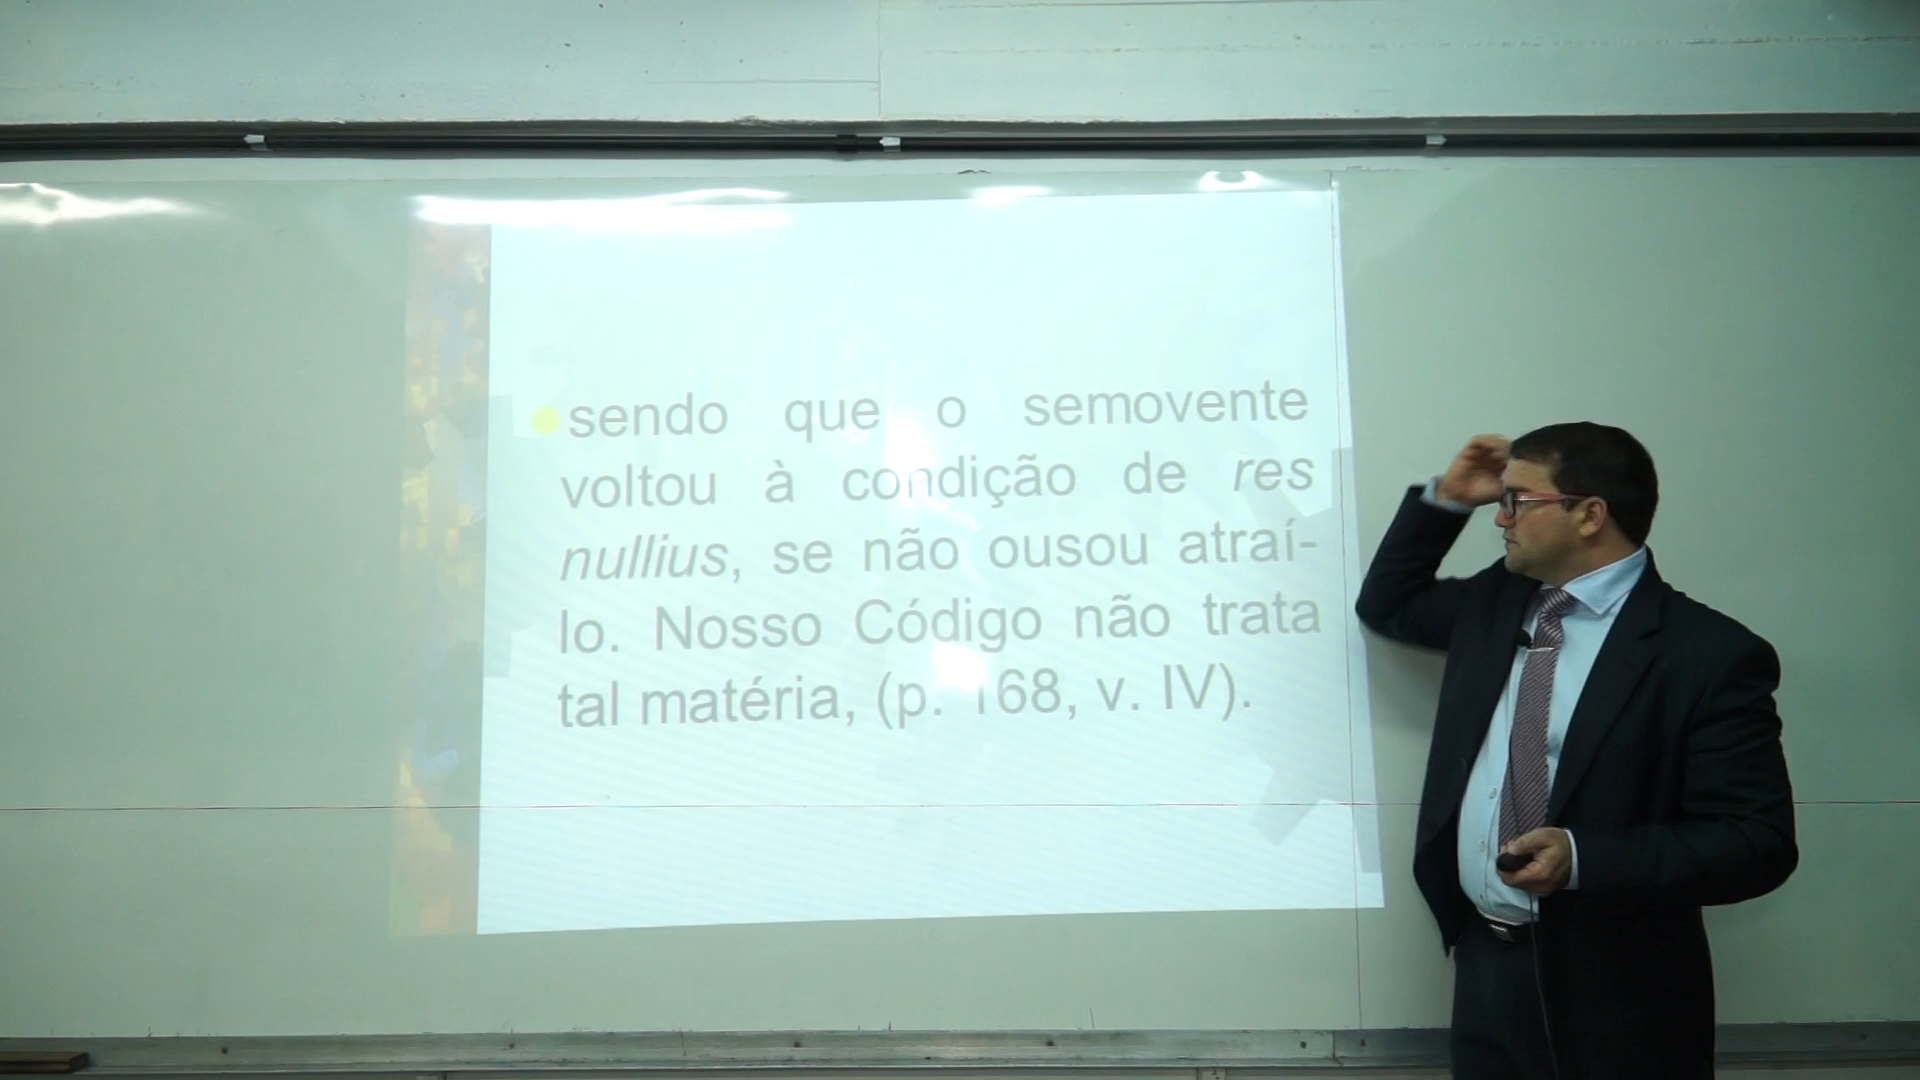 sendo que o semovente
voltou à condição de res
nullius, se não ousou atraí-
lo. Nosso Código não trata
tal matéria, (p. 168, v. IV).